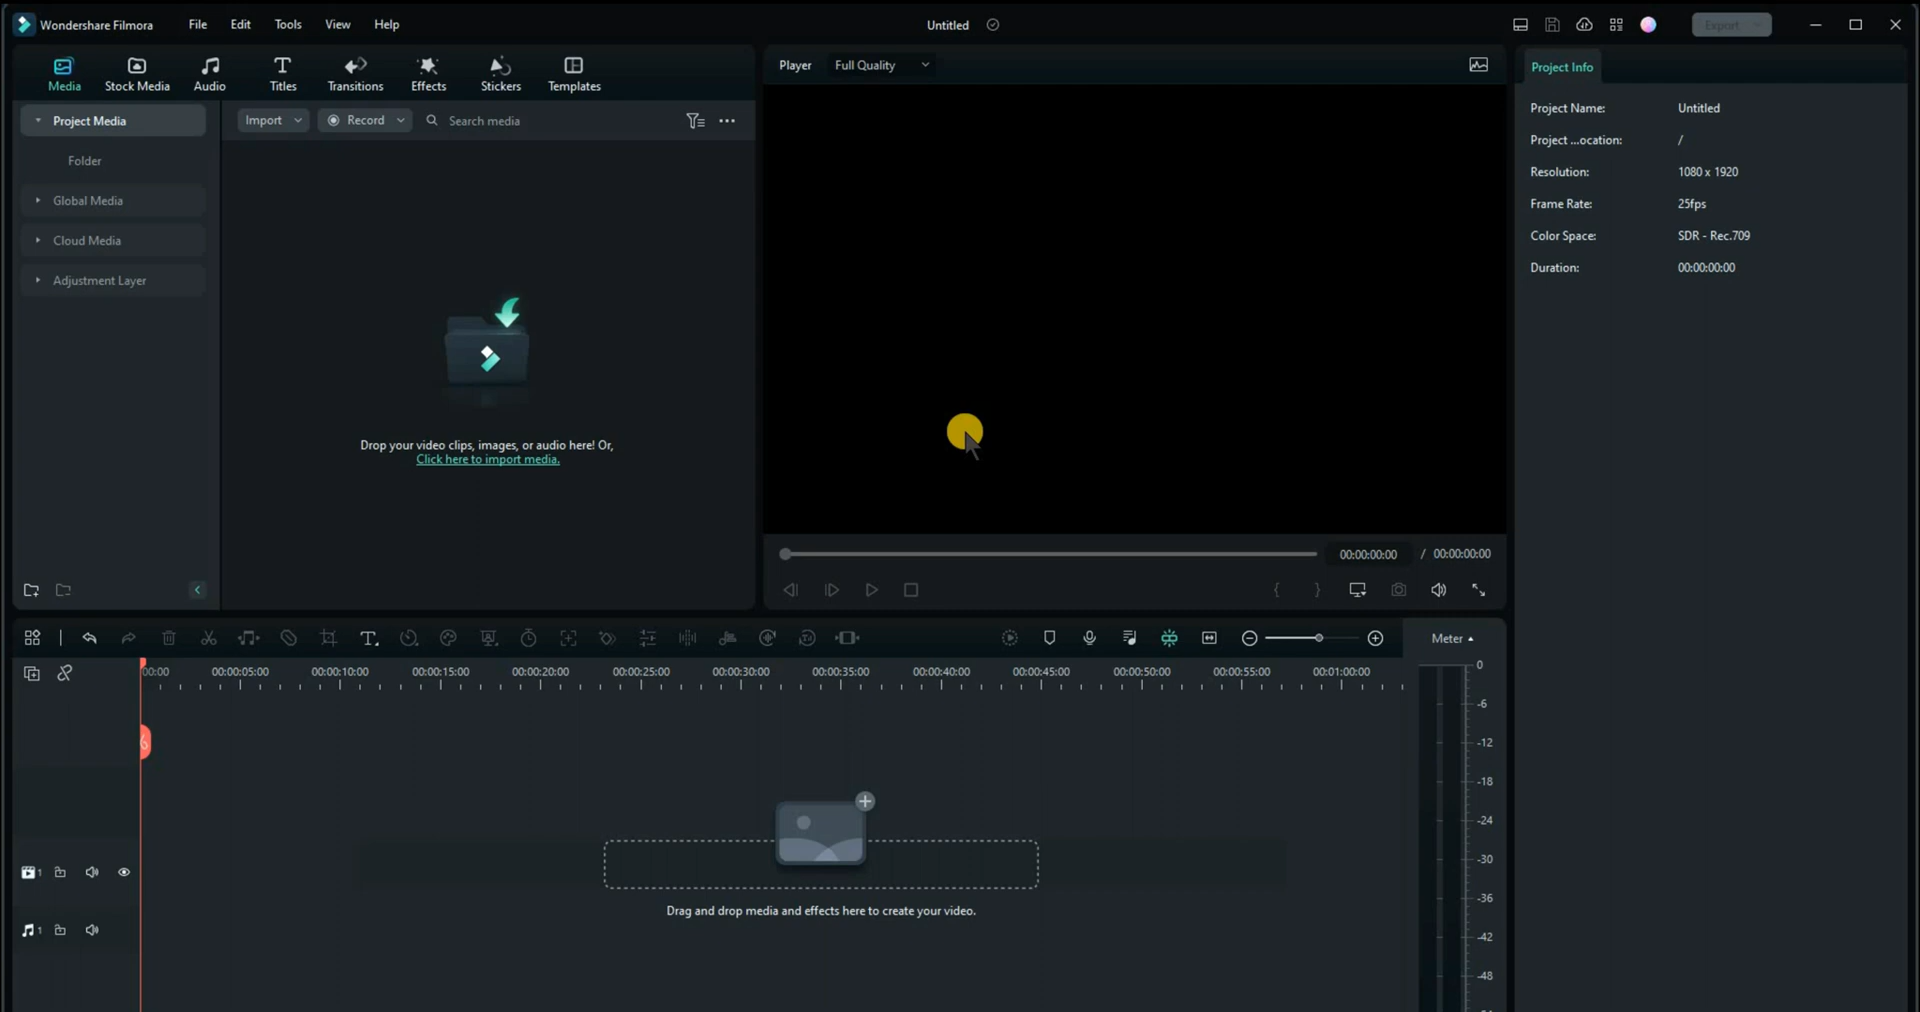 Wondershare Filmora File Edit Tools View Help Untitled Export
Media Stock Media Audio Titles Transitions Effects Stickers Templates
Player Full Quality
Project Info
Project Media
Import Record Search media
Folder
Global Media
Cloud Media
Adjustment Layer
Drop your video clips, images, or audio here! Or,
Click here to import media.
Project Name: Untitled
Project ...ocation: /
Resolution: 1080 x 1920
Frame Rate: 25fps
Color Space: SDR - Rec.709
Duration: 00:00:00:00
00:00:00:00 / 00:00:00:00
Meter
00:00 00:00:05:00 00:00:10:00 00:00:15:00 00:00:20:00 00:00:25:00 00:00:30:00 00:00:35:00 00:00:40:00 00:00:45:00 00:00:50:00 00:00:55:00 00:01:00:00
0
-6
-12
-18
-24
-30
-36
-42
-48
1
1
Drag and drop media and effects here to create your video.